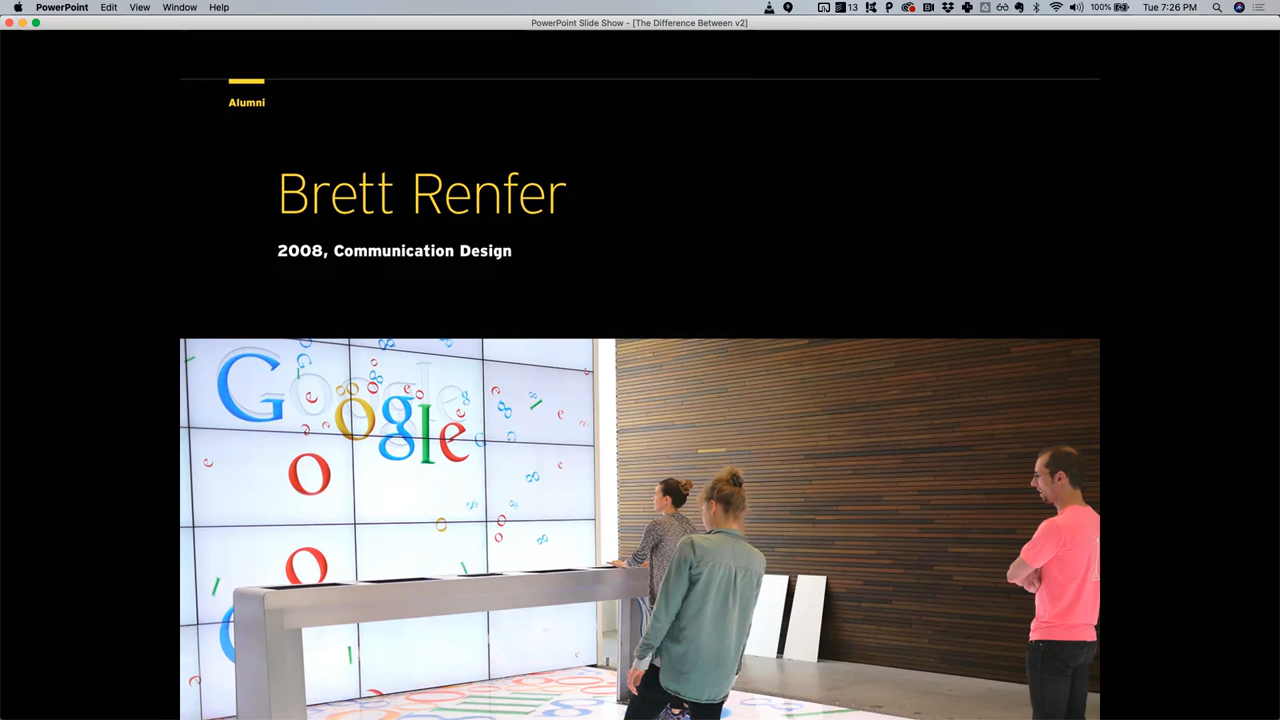 PowerPoint Edit View Window Help 13 100% Tue 7:26 PM
PowerPoint Slide Show - [The Difference Between v2]
Alumni
Brett Renfer
2008, Communication Design
Google